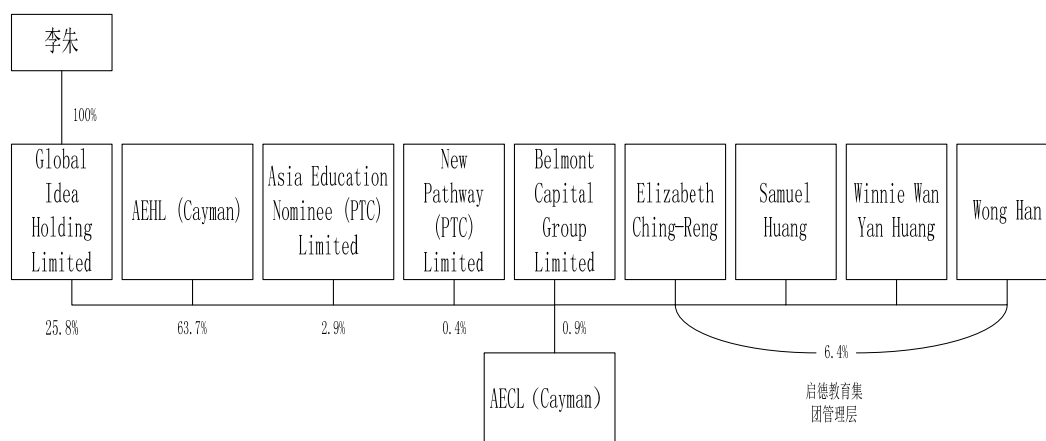 李朱
100%
Global
Idea
Holding
Limited
AEHL (Cayman)
Asia Education
Nominee (PTC)
Limited
New
Pathway
(PTC)
Limited
Belmont
Capital
Group
Limited
Elizabeth
Ching-Reng
Samuel
Huang
Winnie Wan
Yan Huang
Wong Han
25.8%
63.7%
2.9%
0.4%
0.9%
6.4%
启德教育集
团管理层
AECL (Cayman)